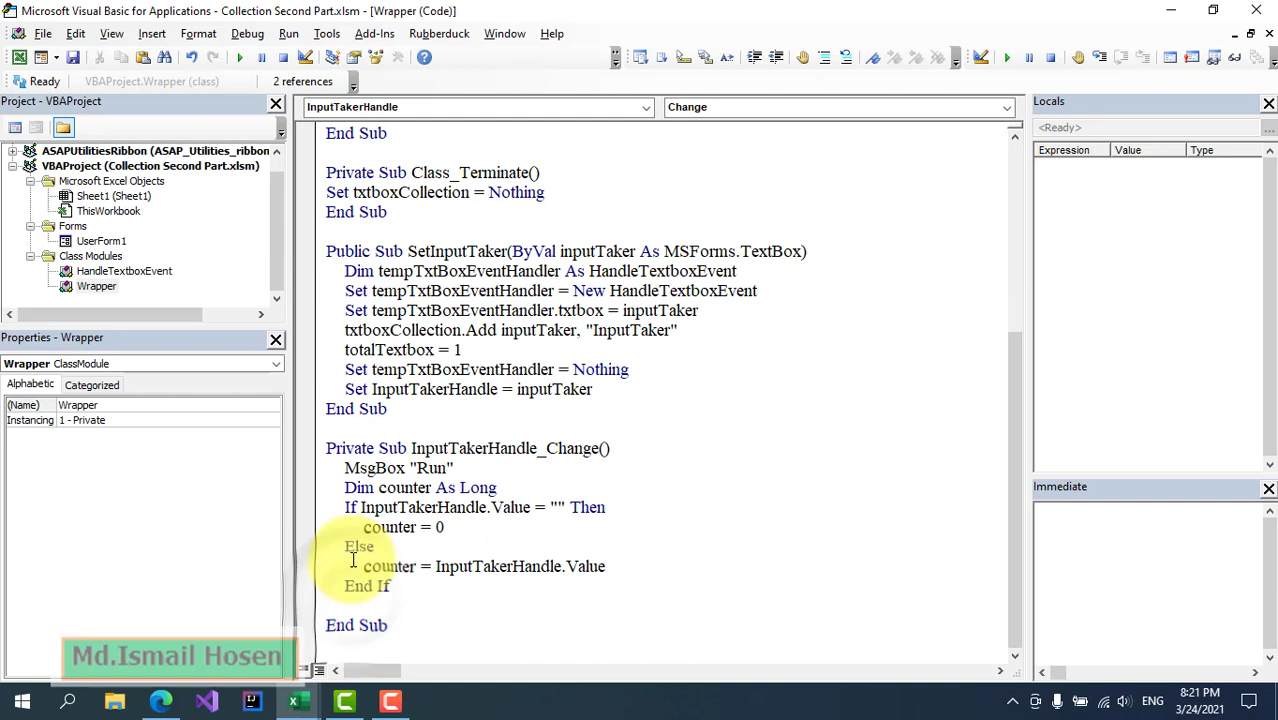 Microsoft Visual Basic for Applications - Collection Second Part.xlsm - [Wrapper (Code)]
File Edit View Insert Format Debug Run Tools Add-Ins Rubberduck Window Help
Ready VBAProject.Wrapper (class) 2 references
Project - VBAProject
ASAPUtilitiesRibbon (ASAP_Utilities_ribbon
VBAProject (Collection Second Part.xlsm)
Microsoft Excel Objects
Sheet1 (Sheet1)
ThisWorkbook
Forms
UserForm1
Class Modules
HandleTextboxEvent
Wrapper
Properties - Wrapper
Wrapper ClassModule
Alphabetic Categorized
(Name) Wrapper
Instancing 1 - Private
InputTakerHandle Change
End Sub
Private Sub Class_Terminate()
Set txtboxCollection = Nothing
End Sub
Public Sub SetInputTaker(ByVal inputTaker As MSForms.TextBox)
Dim tempTxtBoxEventHandler As HandleTextboxEvent
Set tempTxtBoxEventHandler = New HandleTextboxEvent
Set tempTxtBoxEventHandler.txtbox = inputTaker
txtboxCollection.Add inputTaker, "InputTaker"
totalTextbox = 1
Set tempTxtBoxEventHandler = Nothing
Set InputTakerHandle = inputTaker
End Sub
Private Sub InputTakerHandle_Change()
MsgBox "Run"
Dim counter As Long
If InputTakerHandle.Value = "" Then
counter = 0
Else
counter = InputTakerHandle.Value
End If
End Sub
Locals
<Ready>
Expression Value Type
Immediate
Md.Ismail Hosen
ENG
8:21 PM
3/24/2021